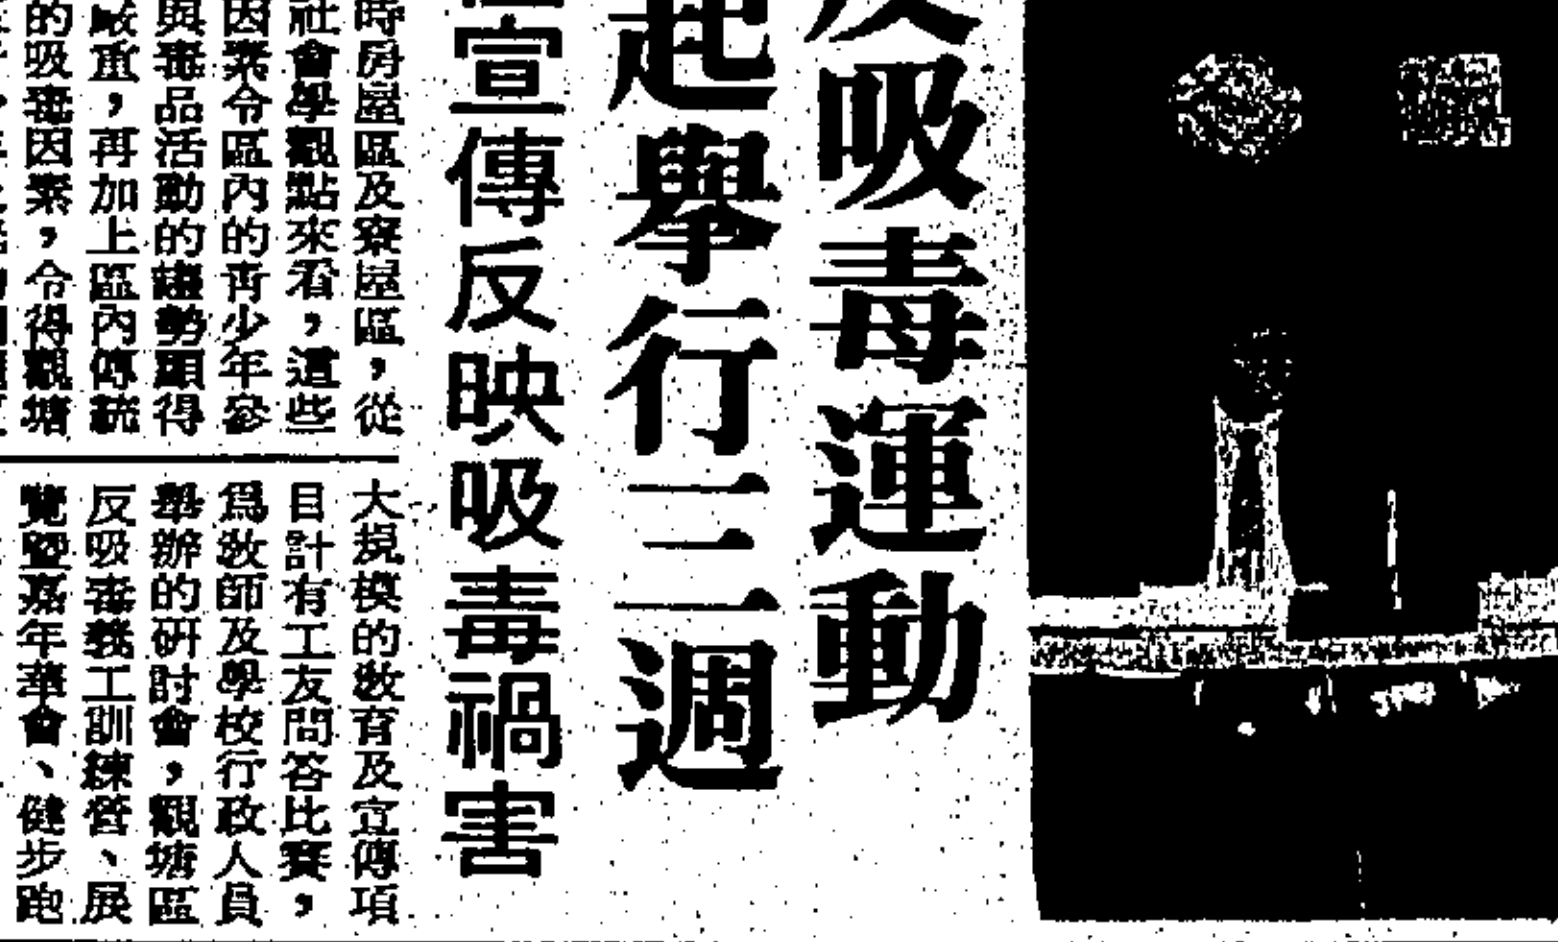 反吸毒運動
起舉行三週
宣傳反映吸毒禍害
時房屋區及寮屋區，從
社會學觀點來看，這些
因素令區內的靑少年參
與毒品活動的趨勢顯得
嚴重，再加上區內傳統
的吸毒因素，令得觀塘
大規模的敎育及宣傳項
目計有工友問答比賽，
爲敎師及學校行政人員
舉辦的硏討會，觀塘區
反吸毒義工訓練營、展
覽暨嘉年華會、健步跑